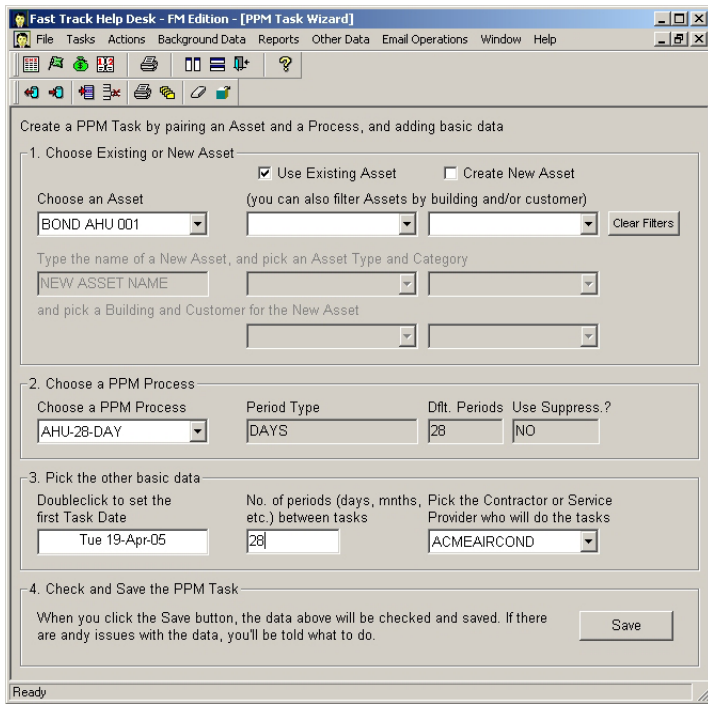 Fast Track Help Desk - FM Edition - [PPM Task Wizard]
File Tasks Actions Background Data Reports Other Data Email Operations Window Help
Create a PPM Task by pairing an Asset and a Process, and adding basic data
1. Choose Existing or New Asset
Use Existing Asset Create New Asset
Choose an Asset (you can also filter Assets by building and/or customer)
BOND AHU 001 Clear Filters
Type the name of a New Asset, and pick an Asset Type and Category
NEW ASSET NAME
and pick a Building and Customer for the New Asset
2. Choose a PPM Process
Choose a PPM Process Period Type Dflt. Periods Use Suppress.?
AHU-28-DAY DAYS 28 NO
3. Pick the other basic data
Doubleclick to set the No. of periods (days, mnths, Pick the Contractor or Service
first Task Date etc.) between tasks Provider who will do the tasks
Tue 19-Apr-05 28 ACMEAIRCOND
4. Check and Save the PPM Task
When you click the Save button, the data above will be checked and saved. If there
are andy issues with the data, you'll be told what to do.
Save
Ready